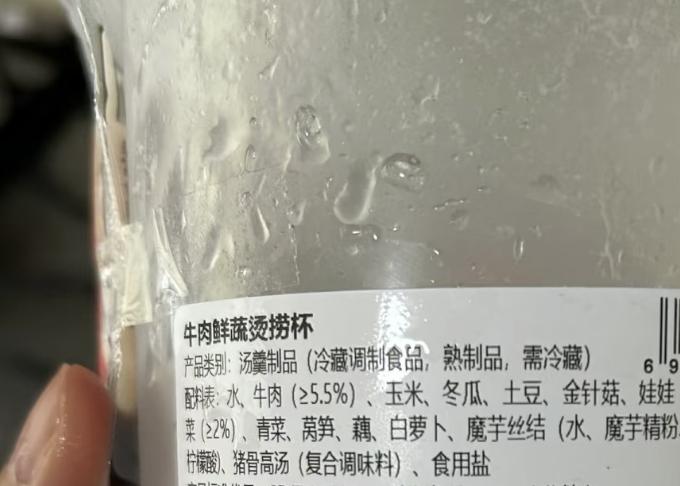 牛肉鲜蔬烫捞杯
产品类别：汤羹制品（冷藏调制食品，熟制品，需冷藏）
6 9
配料表：水、牛肉（≥5.5%）、玉米、冬瓜、土豆、金针菇、娃娃
菜（≥2%）、青菜、莴笋、藕、白萝卜、魔芋丝结（水、魔芋精粉、
柠檬酸）、猪骨高汤（复合调味料）、食用盐